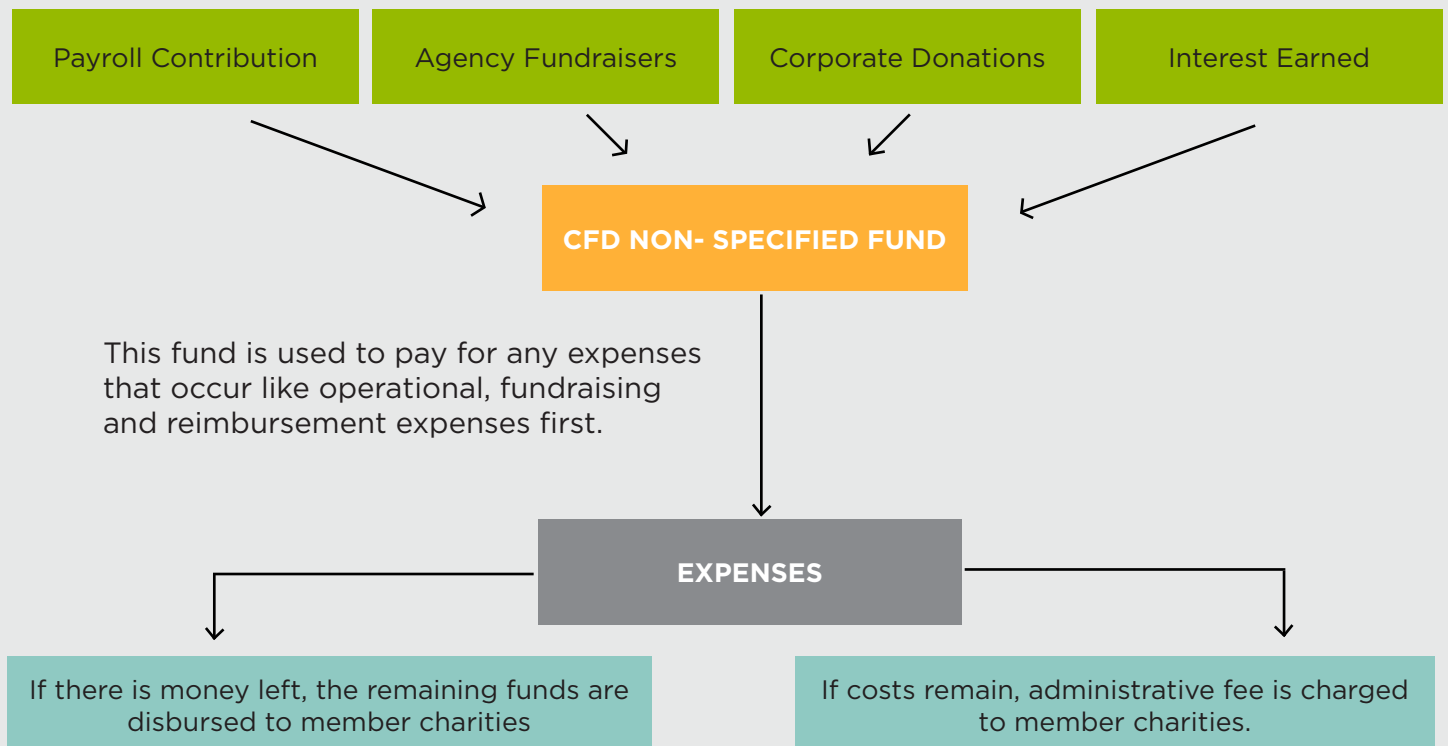 Payroll Contribution
Agency Fundraisers
Corporate Donations
Interest Earned
CFD NON- SPECIFIED FUND
This fund is used to pay for any expenses
that occur like operational, fundraising
and reimbursement expenses first.
EXPENSES
If there is money left, the remaining funds are
disbursed to member charities
If costs remain, administrative fee is charged
to member charities.